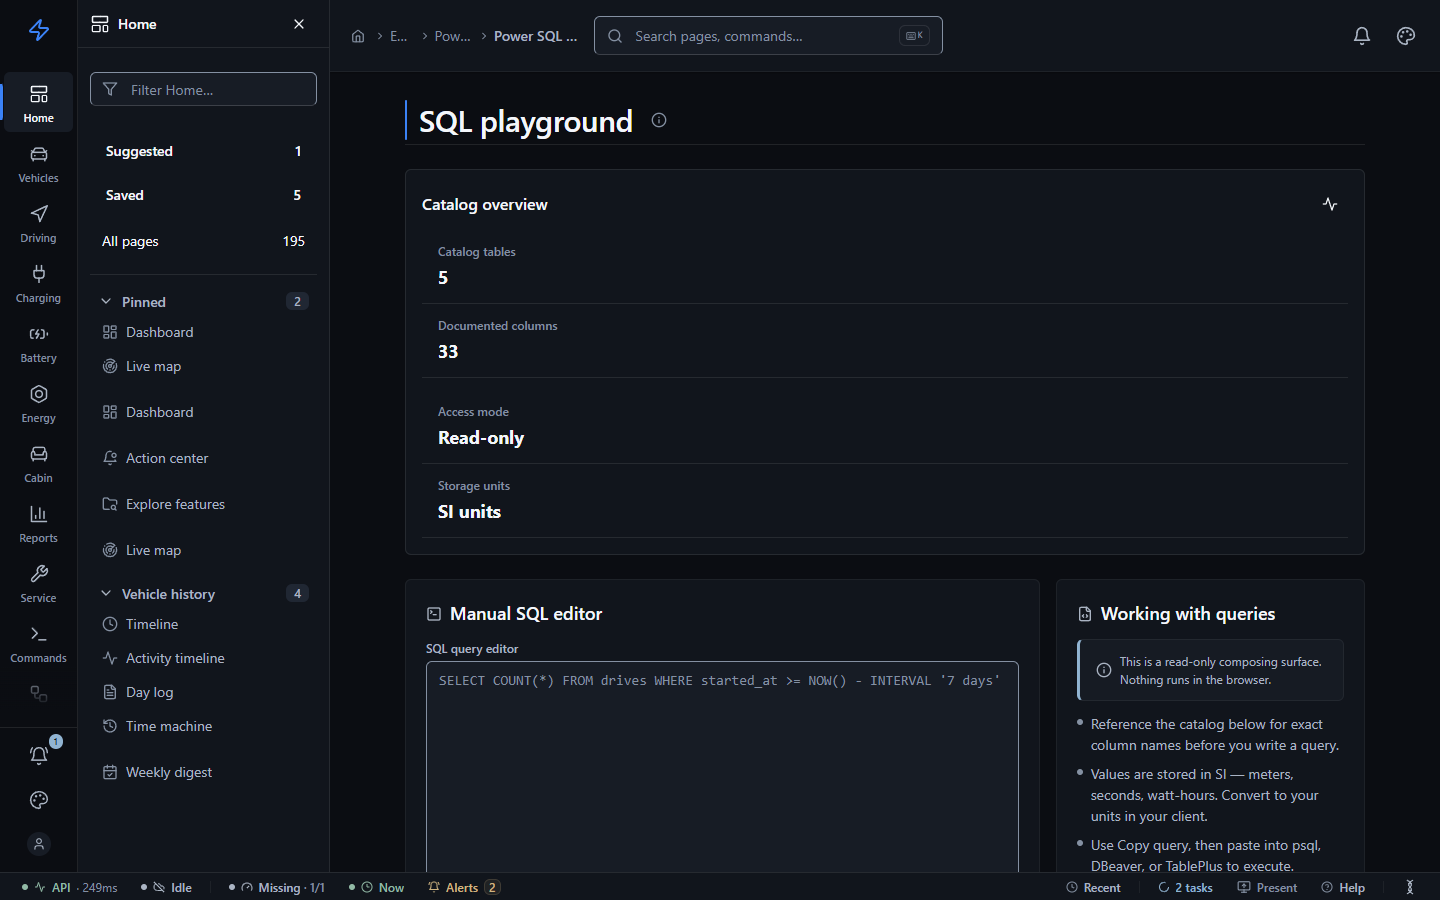 Home
Vehicles
Driving
Charging
Battery
Energy
Cabin
Reports
Service
Commands
1
Home
Filter Home...
Suggested 1
Saved 5
All pages 195
Pinned 2
Dashboard
Live map
Dashboard
Action center
Explore features
Live map
Vehicle history 4
Timeline
Activity timeline
Day log
Time machine
Weekly digest
E... Pow... Power SQL ...
Search pages, commands... K
SQL playground
Catalog overview
Catalog tables
5
Documented columns
33
Access mode
Read-only
Storage units
SI units
Manual SQL editor
SQL query editor
SELECT COUNT(*) FROM drives WHERE started_at >= NOW() - INTERVAL '7 days'
Working with queries
This is a read-only composing surface.
Nothing runs in the browser.
Reference the catalog below for exact
column names before you write a query.
Values are stored in SI — meters,
seconds, watt-hours. Convert to your
units in your client.
Use Copy query, then paste into psql,
DBeaver, or TablePlus to execute.
API · 249ms Idle Missing · 1/1 Now Alerts 2 Recent 2 tasks Present Help